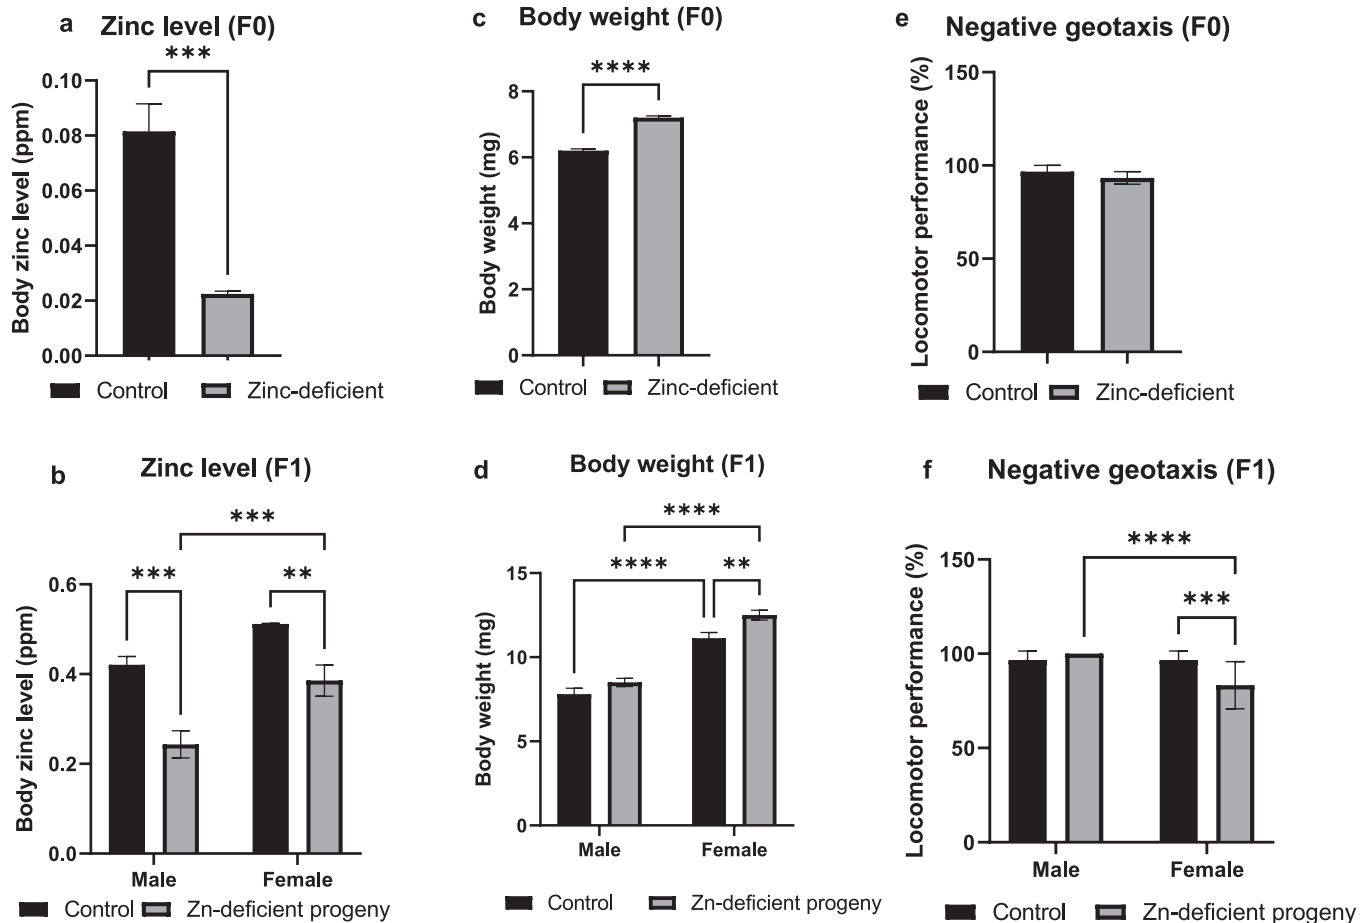 a Zinc level (F0)
***
0.10
0.08
0.06
0.04
0.02
0.00
Body zinc level (ppm)
Control Zinc-deficient
c Body weight (F0)
****
8
6
4
2
0
Body weight (mg)
Control Zinc-deficient
e Negative geotaxis (F0)
150
100
50
0
Locomotor performance (%)
Control Zinc-deficient
b Zinc level (F1)
***
*** **
0.6
0.4
0.2
0.0
Body zinc level (ppm)
Male Female
Control Zn-deficient progeny
d Body weight (F1)
****
**** **
15
10
5
0
Body weight (mg)
Male Female
Control Zn-deficient progeny
f Negative geotaxis (F1)
****
***
150
100
50
0
Locomotor performance (%)
Male Female
Control Zn-deficient progeny